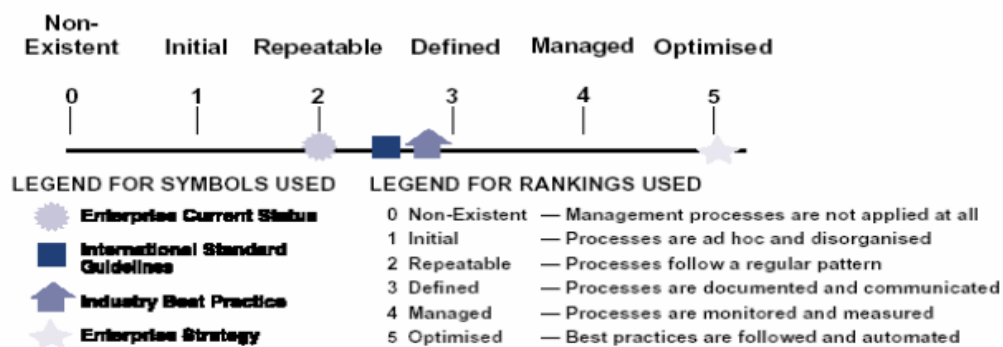 Non-
Existent Initial Repeatable Defined Managed Optimised
0 1 2 3 4 5
LEGEND FOR SYMBOLS USED
Enterprise Current Status
International Standard
Guidelines
Industry Best Practice
Enterprise Strategy
LEGEND FOR RANKINGS USED
0 Non-Existent — Management processes are not applied at all
1 Initial — Processes are ad hoc and disorganised
2 Repeatable — Processes follow a regular pattern
3 Defined — Processes are documented and communicated
4 Managed — Processes are monitored and measured
5 Optimised — Best practices are followed and automated